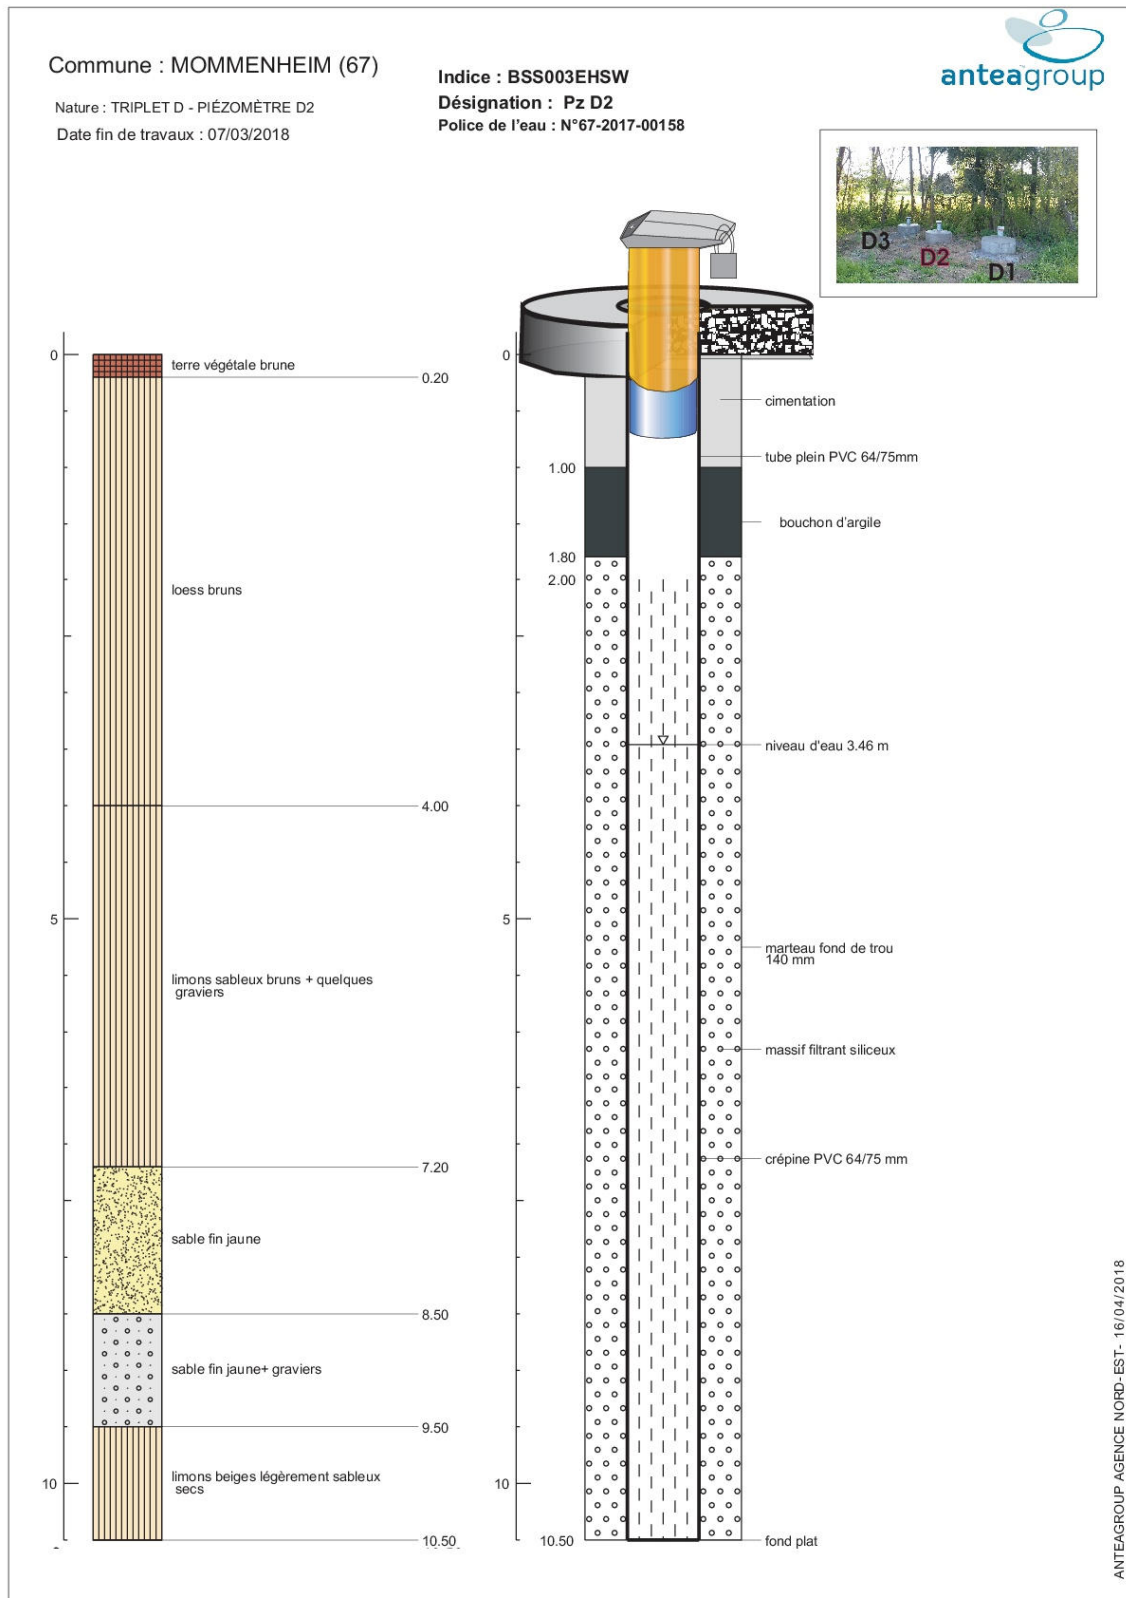 Commune : MOMMENHEIM (67)
Nature : TRIPLET D - PIÉZOMÈTRE D2
Date fin de travaux : 07/03/2018
Indice : BSS003EHSW
Désignation : Pz D2
Police de l'eau : N°67-2017-00158
anteagroup
D3
D2
D1
0
terre végétale brune
0.20
loess bruns
4.00
5
limons sableux bruns + quelques
graviers
7.20
sable fin jaune
8.50
sable fin jaune+ graviers
9.50
10
limons beiges légèrement sableux
secs
10.50
0
cimentation
tube plein PVC 64/75mm
1.00
bouchon d'argile
1.80
2.00
niveau d'eau 3.46 m
5
marteau fond de trou
140 mm
massif filtrant siliceux
crépine PVC 64/75 mm
10
10.50
fond plat
ANTEAGROUP AGENCE NORD-EST- 16/04/2018